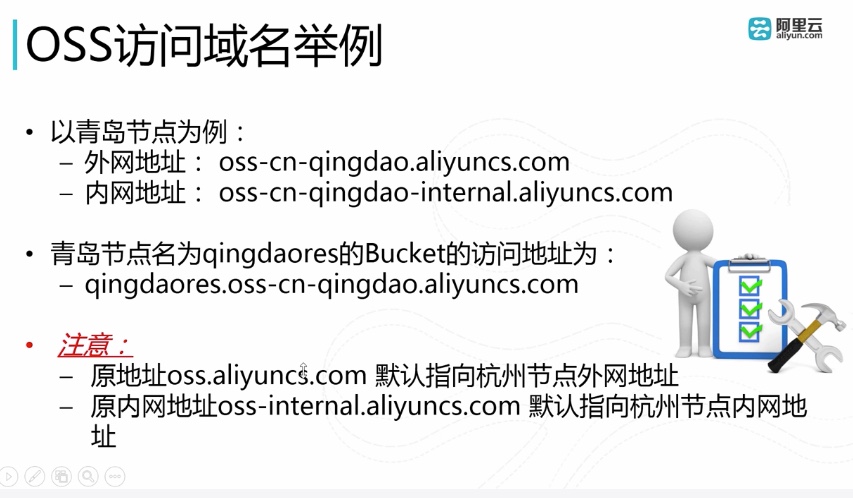 OSS访问域名举例
阿里云
aliyun.com
• 以青岛节点为例：
– 外网地址： oss-cn-qingdao.aliyuncs.com
– 内网地址： oss-cn-qingdao-internal.aliyuncs.com
• 青岛节点名为qingdaores的Bucket的访问地址为：
– qingdaores.oss-cn-qingdao.aliyuncs.com
• 注意：
– 原地址oss.aliyuncs.com 默认指向杭州节点外网地址
– 原内网地址oss-internal.aliyuncs.com 默认指向杭州节点内网地
址